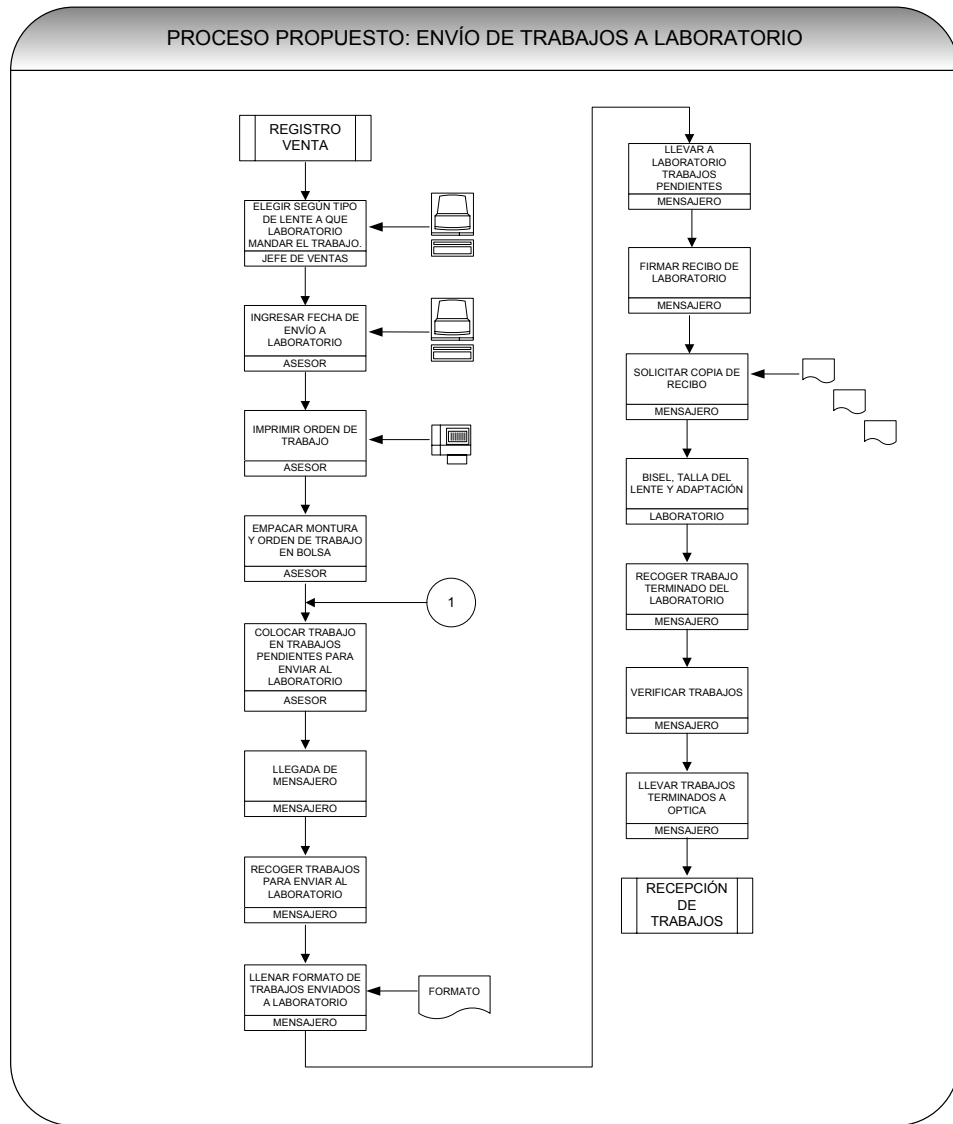 PROCESO PROPUESTO: ENVÍO DE TRABAJOS A LABORATORIO
REGISTRO
VENTA
ELEGIR SEGÚN TIPO
DE LENTE A QUE
LABORATORIO
MANDAR EL TRABAJO.
JEFE DE VENTAS
INGRESAR FECHA DE
ENVÍO A
LABORATORIO
ASESOR
IMPRIMIR ORDEN DE
TRABAJO
ASESOR
EMPACAR MONTURA
Y ORDEN DE TRABAJO
EN BOLSA
ASESOR
1
COLOCAR TRABAJO
EN TRABAJOS
PENDIENTES PARA
ENVIAR AL
LABORATORIO
ASESOR
LLEGADA DE
MENSAJERO
MENSAJERO
RECOGER TRABAJOS
PARA ENVIAR AL
LABORATORIO
MENSAJERO
LLENAR FORMATO DE
TRABAJOS ENVIADOS
A LABORATORIO
MENSAJERO
FORMATO
LLEVAR A
LABORATORIO
TRABAJOS
PENDIENTES
MENSAJERO
FIRMAR RECIBO DE
LABORATORIO
MENSAJERO
SOLICITAR COPIA DE
RECIBO
MENSAJERO
BISEL, TALLA DEL
LENTE Y ADAPTACIÓN
LABORATORIO
RECOGER TRABAJO
TERMINADO DEL
LABORATORIO
MENSAJERO
VERIFICAR TRABAJOS
MENSAJERO
LLEVAR TRABAJOS
TERMINADOS A
OPTICA
MENSAJERO
RECEPCIÓN
DE
TRABAJOS